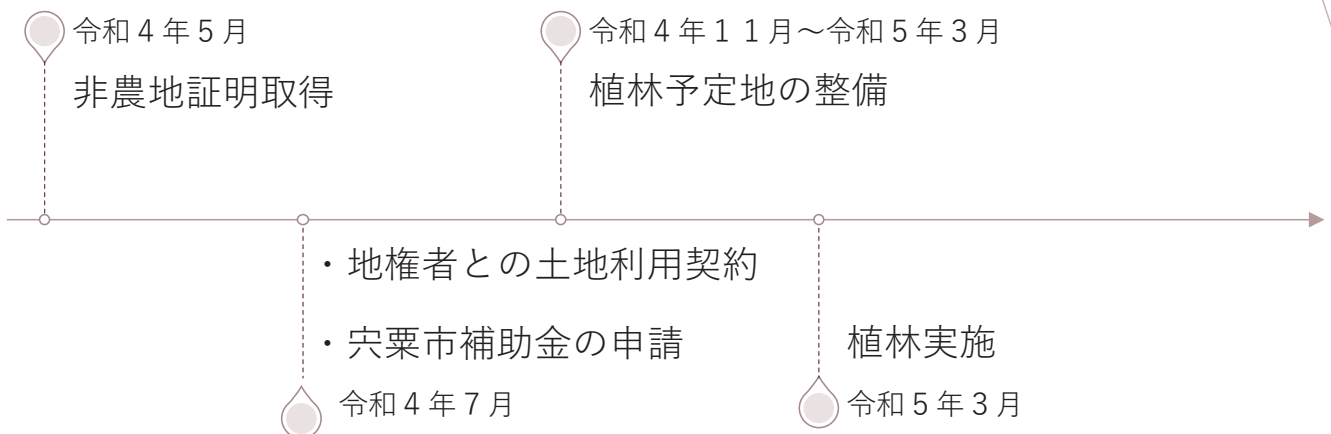 令和４年５月
非農地証明取得
令和４年１１月～令和５年３月
植林予定地の整備
・地権者との土地利用契約
・宍粟市補助金の申請
令和４年７月
植林実施
令和５年３月